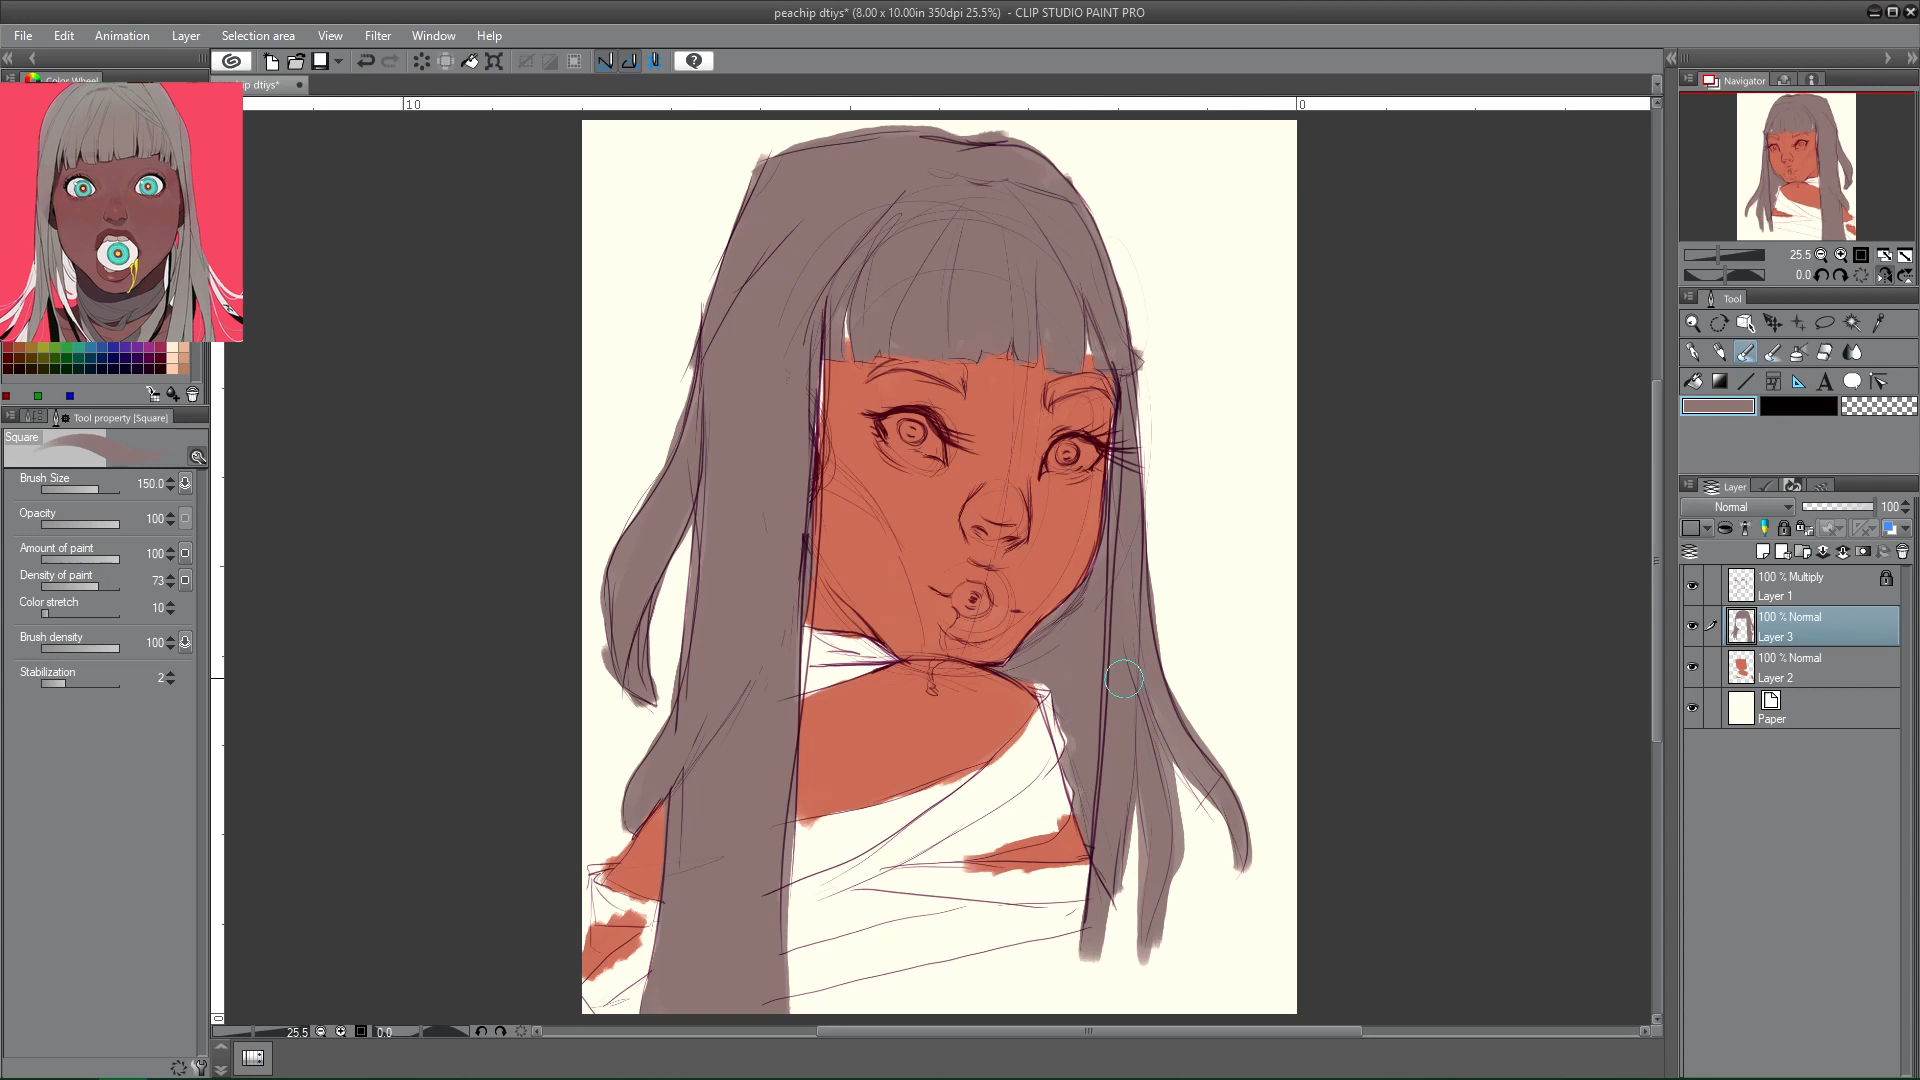 peachip dtiys* (8.00 x 10.00in 350dpi 25.5%) - CLIP STUDIO PAINT PRO
File Edit Animation Layer Selection area View Filter Window Help
Color Wheel
ip dtiys*
10
0
Navigator
25.5
0.0
Tool
Tool property [Square]
Square
Brush Size 150.0
Opacity 100
Amount of paint 100
Density of paint 73
Color stretch 10
Brush density 100
Stabilization 2
Layer
Normal 100
100 % Multiply
Layer 1
100 % Normal
Layer 3
100 % Normal
Layer 2
Paper
25.5 0.0